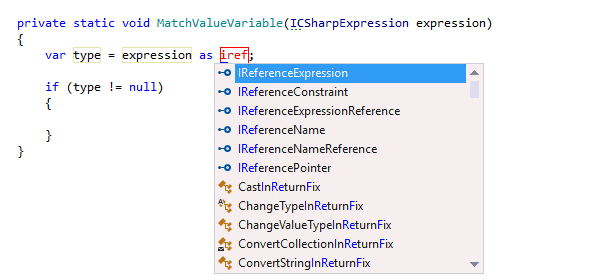 private static void MatchValueVariable(ICSharpExpression expression)
{
var type = expression as iref;
if (type != null)
{
}
}
IReferenceExpression
IReferenceConstraint
IReferenceExpressionReference
IReferenceName
IReferenceNameReference
IReferencePointer
CastInReturnFix
ChangeTypeInReturnFix
ChangeValueTypeInReturnFix
ConvertCollectionInReturnFix
ConvertStringInReturnFix